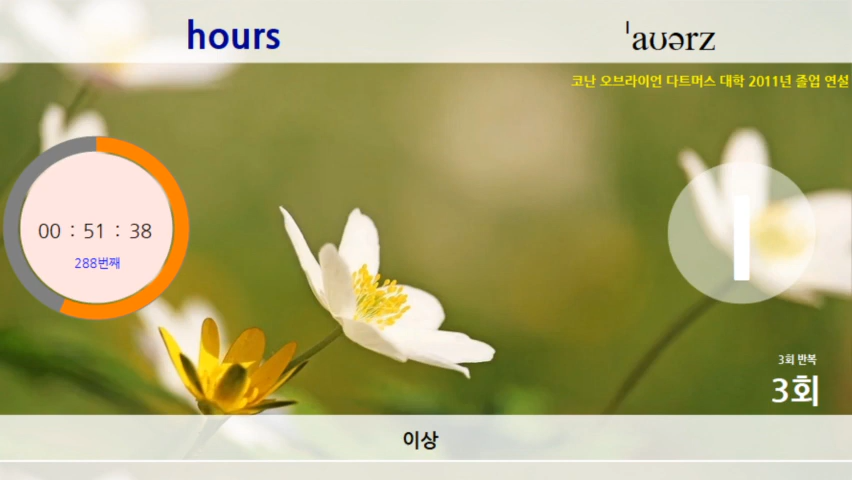 hours
ˈaʊərz
코난 오브라이언 다트머스 대학 2011년 졸업 연설
00 : 51 : 38
288번째
3회 반복
3회
이상